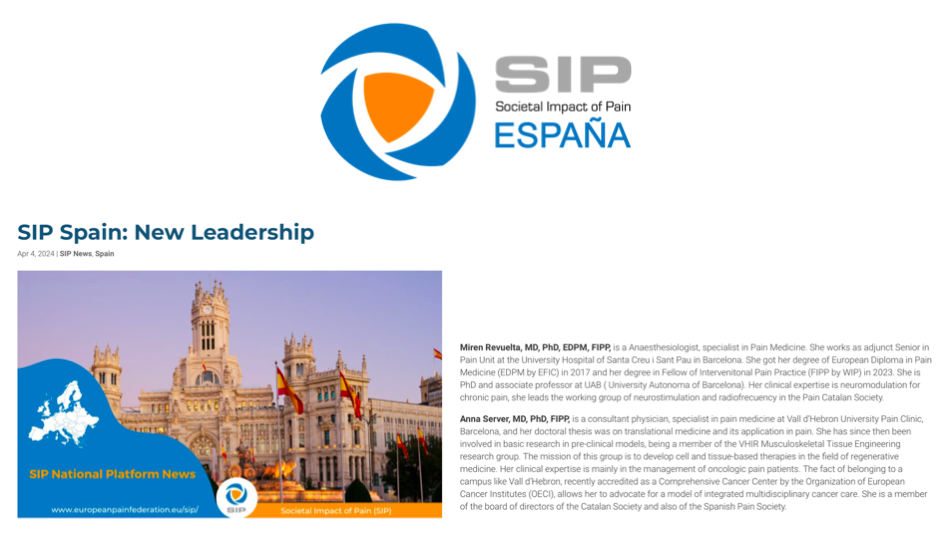 SIP
Societal Impact of Pain
ESPAÑA
SIP Spain: New Leadership
Apr 4, 2024 | SIP News, Spain
SIP National Platform News
www.europeanpainfederation.eu/sip/
SIP
Societal Impact of Pain (SIP)
Miren Revuelta, MD, PhD, EDPM, FIPP, is a Anaesthesiologist, specialist in Pain Medicine. She works as adjunct Senior in
Pain Unit at the University Hospital of Santa Creu i Sant Pau in Barcelona. She got her degree of European Diploma in Pain
Medicine (EDPM by EFIC) in 2017 and her degree in Fellow of Intervenitonal Pain Practice (FIPP by WIP) in 2023. She is
PhD and associate professor at UAB ( University Autonoma of Barcelona). Her clinical expertise is neuromodulation for
chronic pain, she leads the working group of neurostimulation and radiofrecuency in the Pain Catalan Society.
Anna Server, MD, PhD, FIPP, is a consultant physician, specialist in pain medicine at Vall d'Hebron University Pain Clinic,
Barcelona, and her doctoral thesis was on translational medicine and its application in pain. She has since then been
involved in basic research in pre-clinical models, being a member of the VHIR Musculoskeletal Tissue Engineering
research group. The mission of this group is to develop cell and tissue-based therapies in the field of regenerative
medicine. Her clinical expertise is mainly in the management of oncologic pain patients. The fact of belonging to a
campus like Vall d'Hebron, recently accredited as a Comprehensive Cancer Center by the Organization of European
Cancer Institutes (OECI), allows her to advocate for a model of integrated multidisciplinary cancer care. She is a member
of the board of directors of the Catalan Society and also of the Spanish Pain Society.